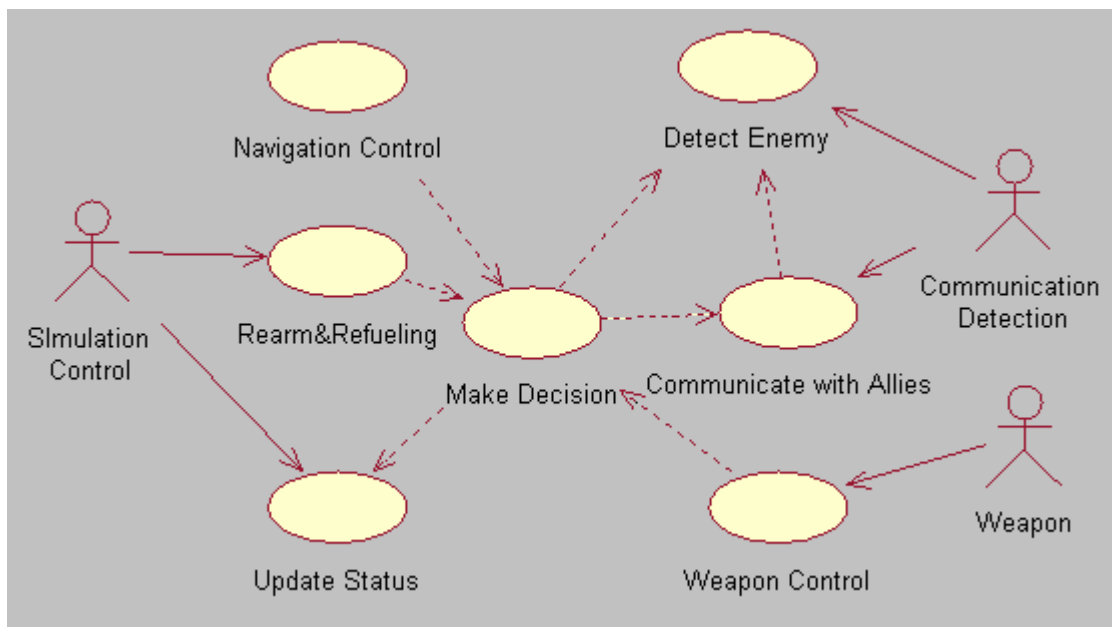 Navigation Control
Detect Enemy
SImulation
Control
Rearm&Refueling
Communication
Detection
Make Decision
Communicate with Allies
Update Status
Weapon Control
Weapon